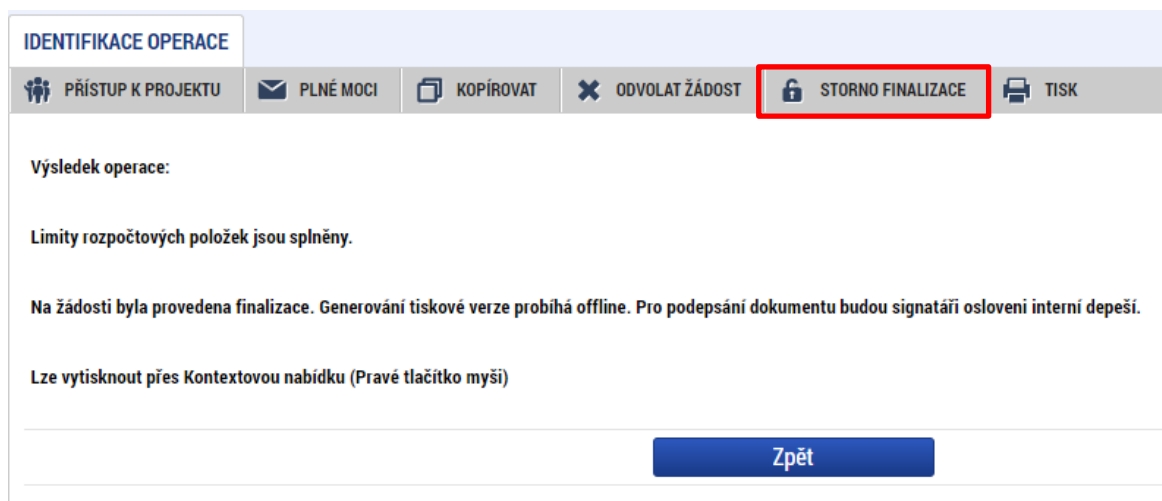 IDENTIFIKACE OPERACE
PŘÍSTUP K PROJEKTU PLNÉ MOCI KOPÍROVAT ODVOLAT ŽÁDOST STORNO FINALIZACE TISK
Výsledek operace:
Limity rozpočtových položek jsou splněny.
Na žádosti byla provedena finalizace. Generování tiskové verze probíhá offline. Pro podepsání dokumentu budou signatáři osloveni interní depeší.
Lze vytisknout přes Kontextovou nabídku (Pravé tlačítko myši)
Zpět